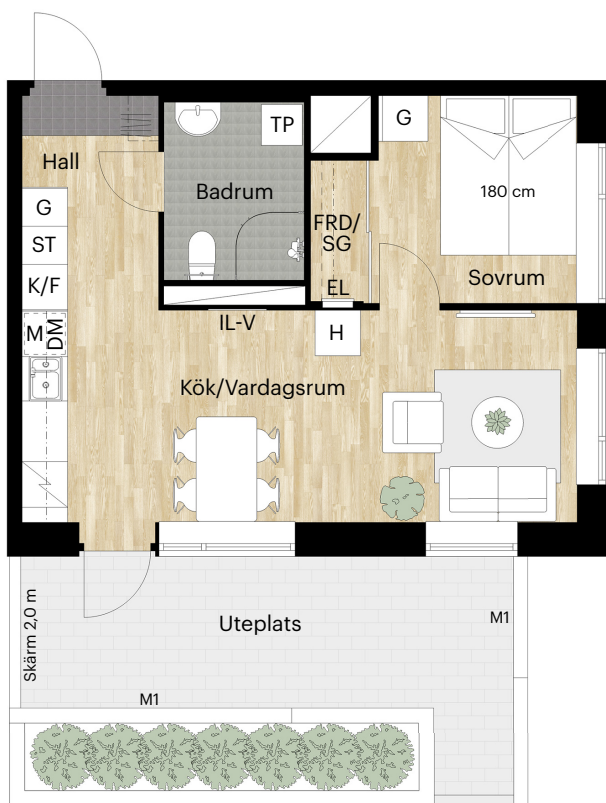 TP
G
Hall
Badrum
180 cm
G
FRD/
SG
ST
Sovrum
K/F
EL
M
DM
IL-V
H
Kök/Vardagsrum
Skärm 2,0 m
Uteplats
M1
M1